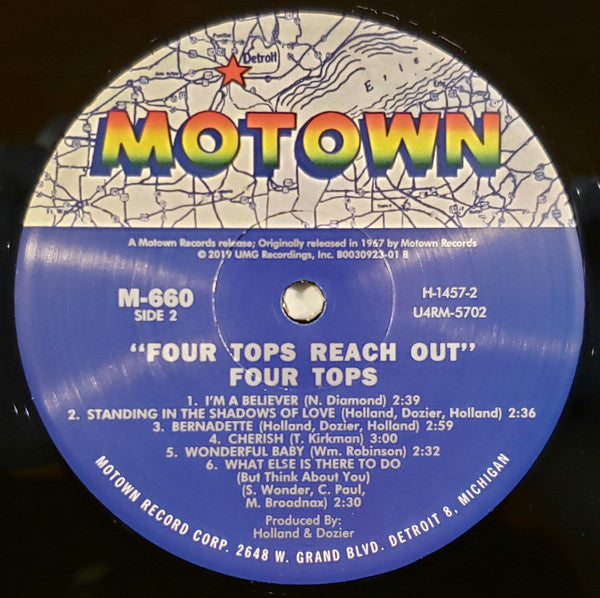 Detroit
Erie
MOTOWN
A Motown Records release; Originally released in 1967 by Motown Records
© 2019 UMG Recordings, Inc. B0030923-01 B
M-660
SIDE 2
H-1457-2
U4RM-5702
"FOUR TOPS REACH OUT"
FOUR TOPS
1. I'M A BELIEVER (N. Diamond) 2:39
2. STANDING IN THE SHADOWS OF LOVE (Holland, Dozier, Holland) 2:36
3. BERNADETTE (Holland, Dozier, Holland) 2:59
4. CHERISH (T. Kirkman) 3:00
5. WONDERFUL BABY (Wm. Robinson) 2:32
6. WHAT ELSE IS THERE TO DO
(But Think About You)
(S. Wonder, C. Paul,
M. Broadnax) 2:30
Produced By:
Holland & Dozier
MOTOWN RECORD CORP. 2648 W. GRAND BLVD. DETROIT 8, MICHIGAN